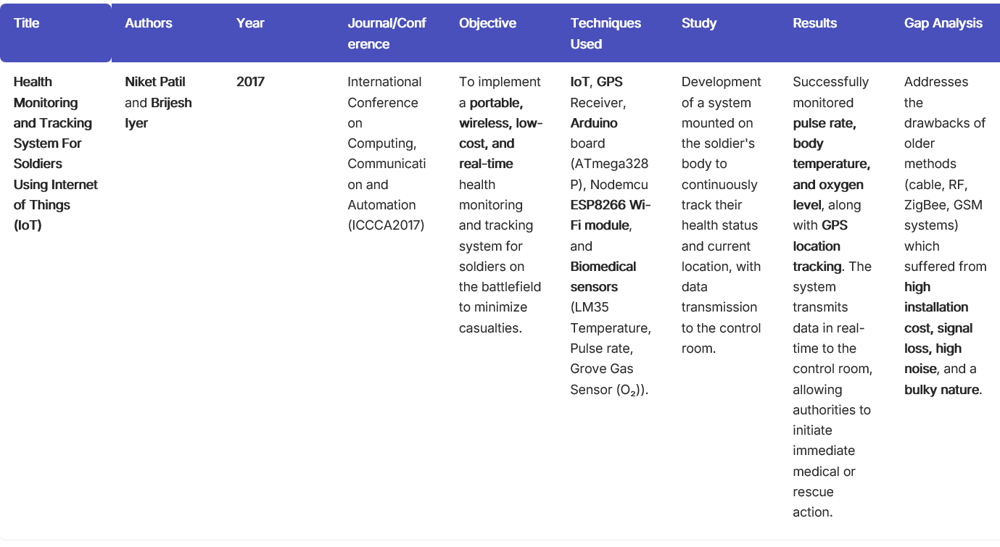 Title
Authors
Year
Journal/Conf
erence
Objective
Techniques
Used
Study
Results
Gap Analysis
Health
Monitoring
and Tracking
System For
Soldiers
Using Internet
of Things
(IoT)
Niket Patil
and Brijesh
Iyer
2017
International
Conference
on
Computing,
Communicati
on and
Automation
(ICCCA2017)
To implement
a portable,
wireless, low-
cost, and
real-time
health
monitoring
and tracking
system for
soldiers on
the battlefield
to minimize
casualties.
IoT, GPS
Receiver,
Arduino
board
(ATmega328
P), Nodemcu
ESP8266 Wi-
Fi module,
and
Biomedical
sensors
(LM35
Temperature,
Pulse rate,
Grove Gas
Sensor (O₂)).
Development
of a system
mounted on
the soldier's
body to
continuously
track their
health status
and current
location, with
data
transmission
to the control
room.
Successfully
monitored
pulse rate,
body
temperature,
and oxygen
level, along
with GPS
location
tracking. The
system
transmits
data in real-
time to the
control room,
allowing
authorities to
initiate
immediate
medical or
rescue
action.
Addresses
the
drawbacks of
older
methods
(cable, RF,
ZigBee, GSM
systems)
which
suffered from
high
installation
cost, signal
loss, high
noise, and a
bulky nature.